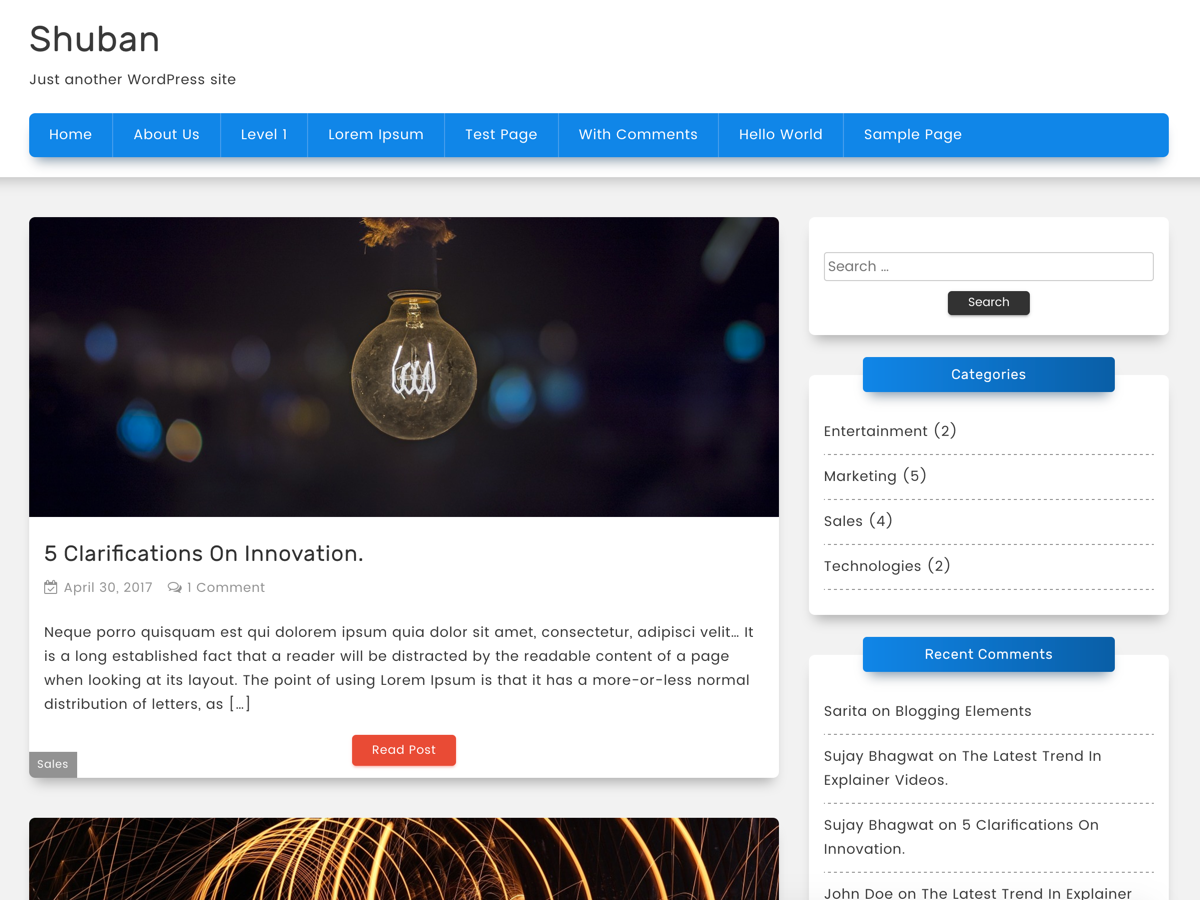 Shuban
Just another WordPress site
Home
About Us
Level 1
Lorem Ipsum
Test Page
With Comments
Hello World
Sample Page
5 Clarifications On Innovation.
April 30, 2017
1 Comment
Neque porro quisquam est qui dolorem ipsum quia dolor sit amet, consectetur, adipisci velit… It
is a long established fact that a reader will be distracted by the readable content of a page
when looking at its layout. The point of using Lorem Ipsum is that it has a more-or-less normal
distribution of letters, as […]
Read Post
Sales
Search …
Search
Categories
Entertainment (2)
Marketing (5)
Sales (4)
Technologies (2)
Recent Comments
Sarita on Blogging Elements
Sujay Bhagwat on The Latest Trend In
Explainer Videos.
Sujay Bhagwat on 5 Clarifications On
Innovation.
John Doe on The Latest Trend In Explainer